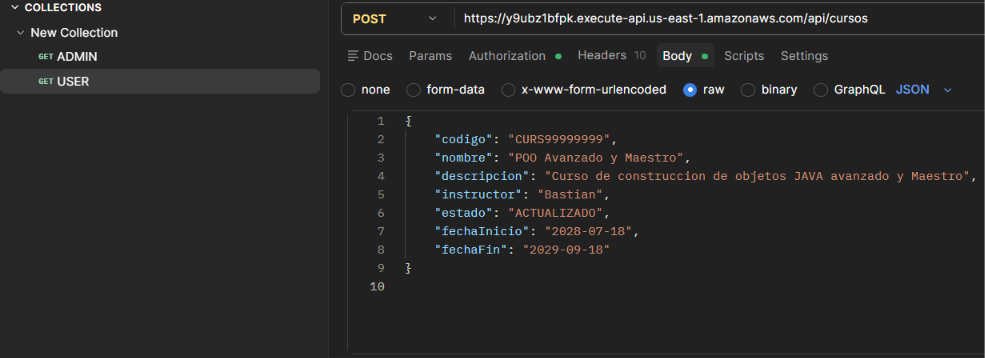 COLLECTIONS
New Collection
GET ADMIN
GET USER
POST https://y9ubz1bfpk.execute-api.us-east-1.amazonaws.com/api/cursos
Docs Params Authorization Headers 10 Body Scripts Settings
none form-data x-www-form-urlencoded raw binary GraphQL JSON
1 {
2 "codigo": "CURS99999999",
3 "nombre": "POO Avanzado y Maestro",
4 "descripcion": "Curso de construccion de objetos JAVA avanzado y Maestro",
5 "instructor": "Bastian",
6 "estado": "ACTUALIZADO",
7 "fechaInicio": "2028-07-18",
8 "fechaFin": "2029-09-18"
9 }
10